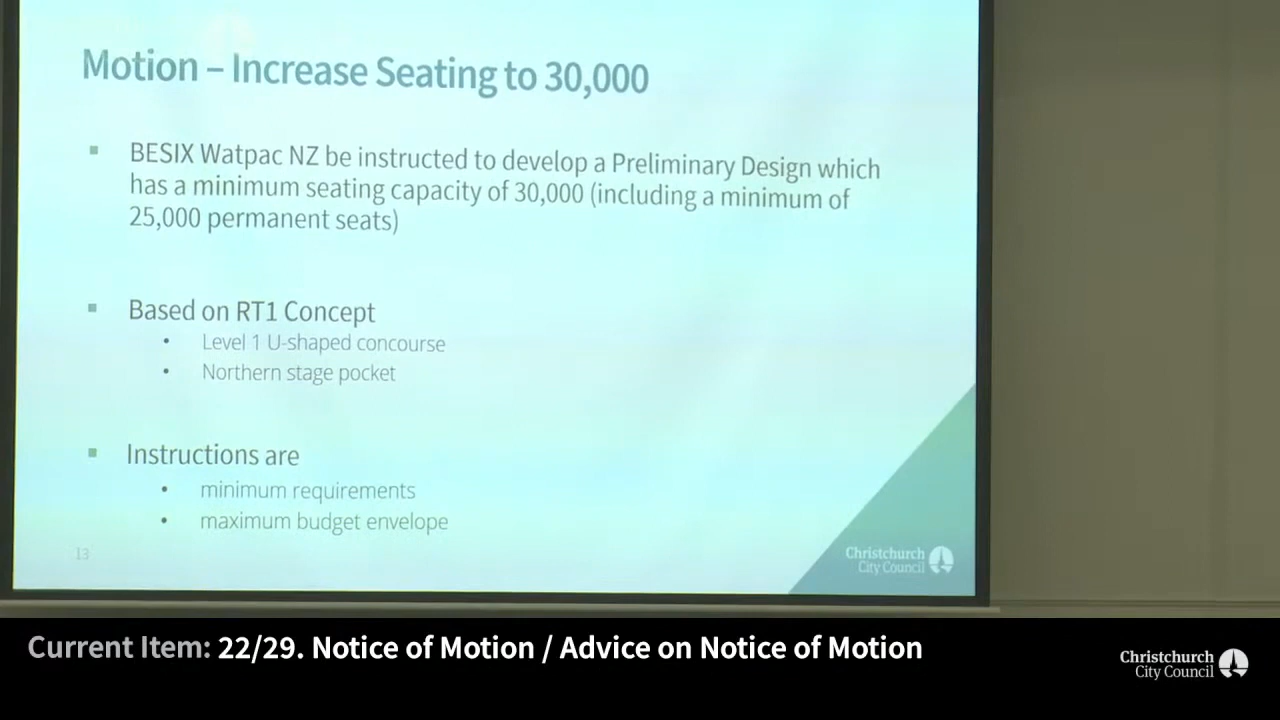 Motion – Increase Seating to 30,000
▪ BESIX Watpac NZ be instructed to develop a Preliminary Design which
has a minimum seating capacity of 30,000 (including a minimum of
25,000 permanent seats)
▪ Based on RT1 Concept
• Level 1 U-shaped concourse
• Northern stage pocket
▪ Instructions are
• minimum requirements
• maximum budget envelope
13
Christchurch
City Council
Current Item: 22/29. Notice of Motion / Advice on Notice of Motion
Christchurch
City Council